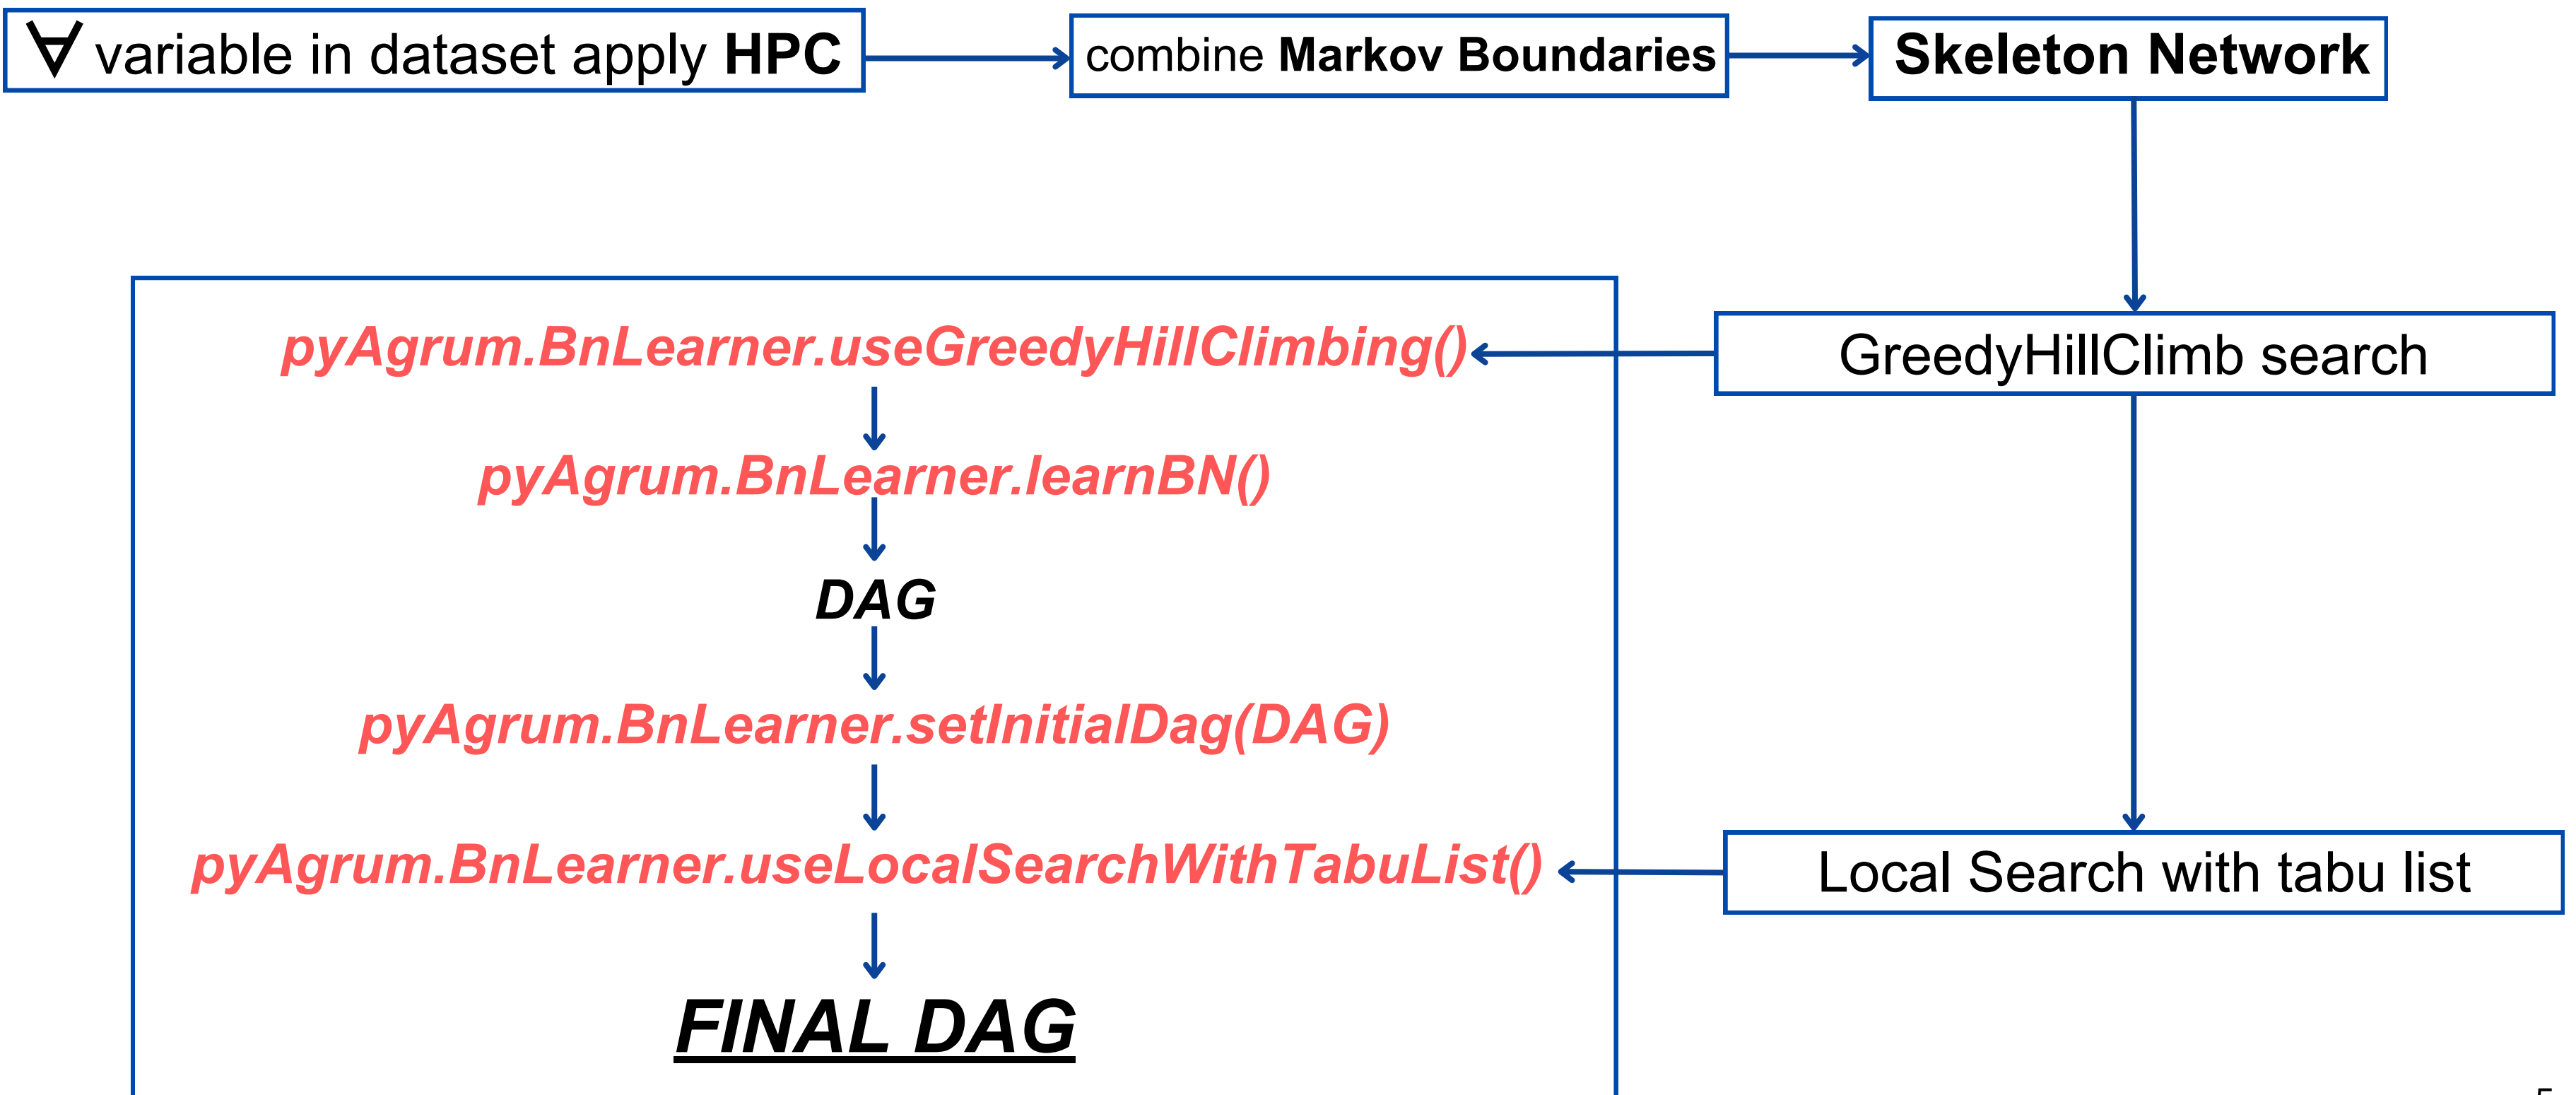 ∀ variable in dataset apply HPC
combine Markov Boundaries
Skeleton Network
GreedyHillClimb search
pyAgrum.BnLearner.useGreedyHillClimbing()
pyAgrum.BnLearner.learnBN()
DAG
pyAgrum.BnLearner.setInitialDag(DAG)
Local Search with tabu list
pyAgrum.BnLearner.useLocalSearchWithTabuList()
FINAL DAG